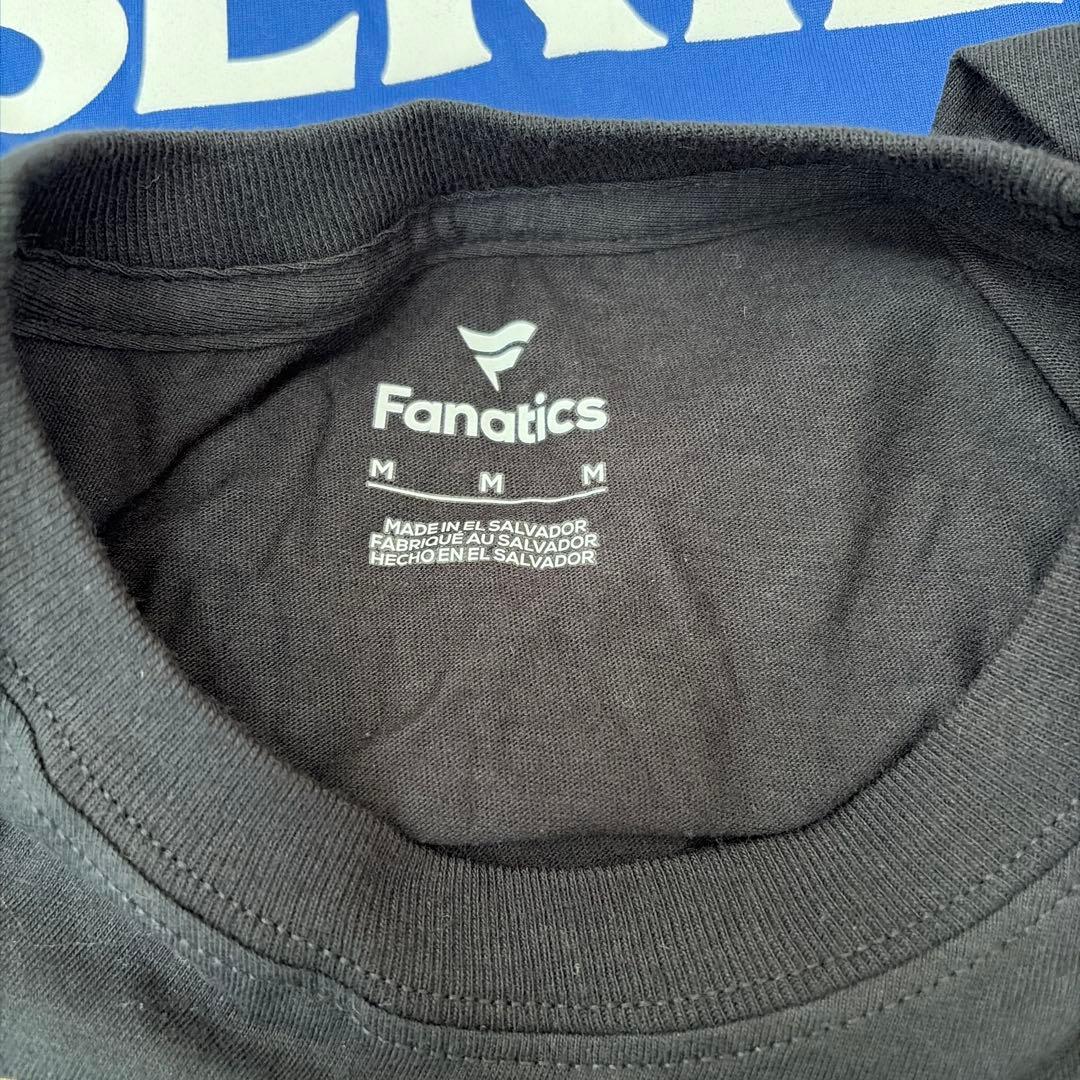 Fanatics
M M M
MADE IN EL SALVADOR
FABRIQUÉ AU SALVADOR
HECHO EN EL SALVADOR